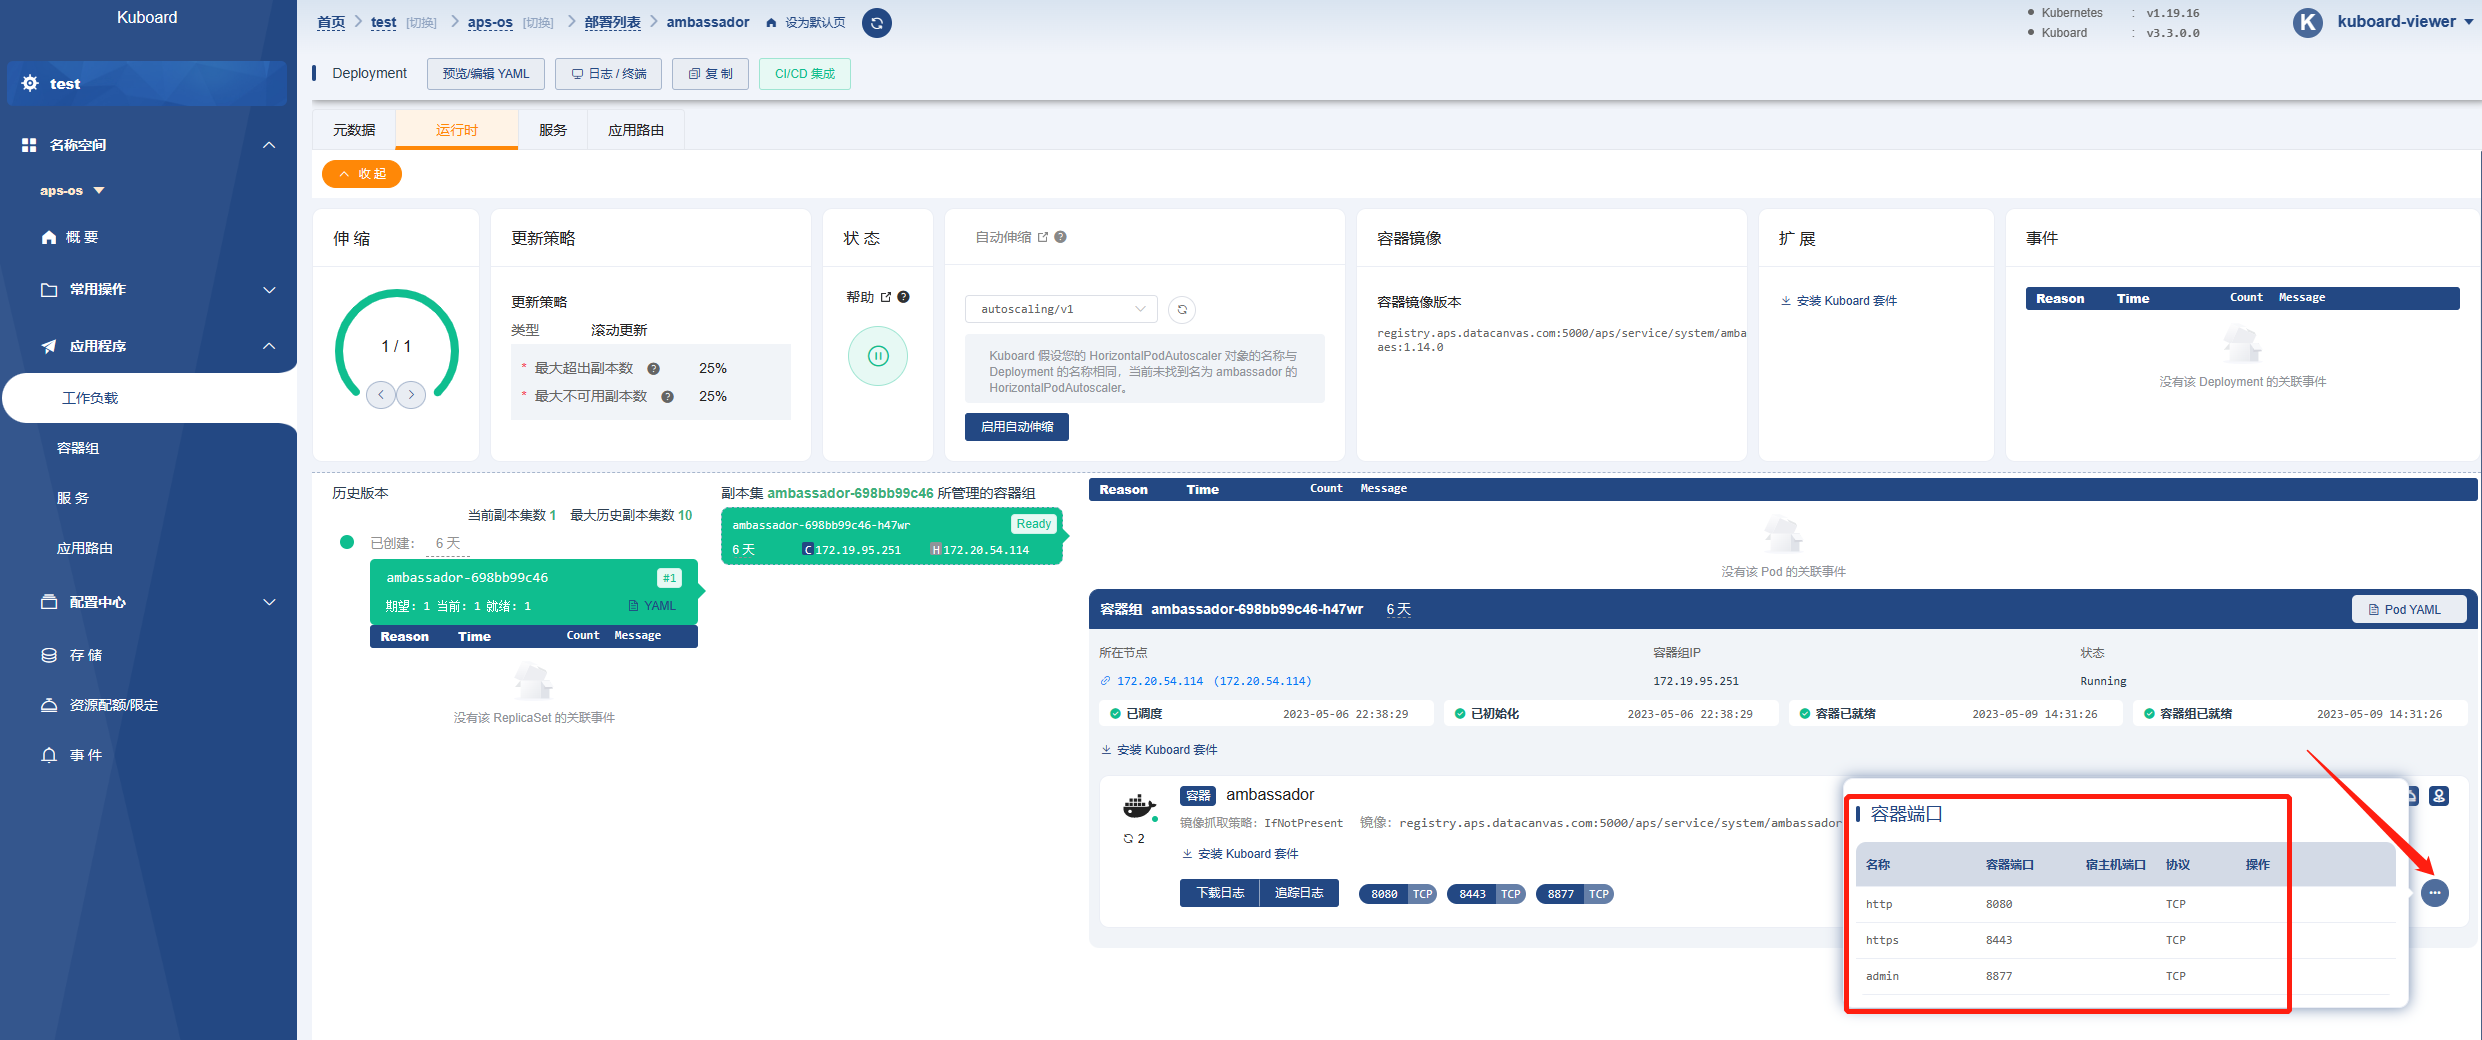 Kuboard
首页 test [切换] aps-os [切换] 部署列表 ambassador 设为默认页
Kubernetes : v1.19.16
Kuboard : v3.3.0.0
K kuboard-viewer
Deployment 预览/编辑 YAML 日志 / 终端 复 制 CI/CD 集成
test
名称空间
aps-os
概 要
常用操作
应用程序
工作负载
容器组
服 务
应用路由
配置中心
存 储
资源配额/限定
事 件
元数据 运行时 服务 应用路由
收 起
伸 缩
1 / 1
更新策略
更新策略
类型 滚动更新
* 最大超出副本数 25%
* 最大不可用副本数 25%
状 态
帮助
自动伸缩
autoscaling/v1
Kuboard 假设您的 HorizontalPodAutoscaler 对象的名称与
Deployment 的名称相同，当前未找到名为 ambassador 的
HorizontalPodAutoscaler。
启用自动伸缩
容器镜像
容器镜像版本
registry.aps.datacanvas.com:5000/aps/service/system/amba
aes:1.14.0
扩 展
安装 Kuboard 套件
事件
Reason Time Count Message
没有该 Deployment 的关联事件
历史版本
当前副本集数 1 最大历史副本集数 10
已创建： 6 天
ambassador-698bb99c46 #1
期望: 1 当前: 1 就绪: 1 YAML
Reason Time Count Message
没有该 ReplicaSet 的关联事件
副本集 ambassador-698bb99c46 所管理的容器组
ambassador-698bb99c46-h47wr Ready
6 天 C 172.19.95.251 H 172.20.54.114
Reason Time Count Message
没有该 Pod 的关联事件
容器组 ambassador-698bb99c46-h47wr 6 天 Pod YAML
所在节点 容器组IP 状态
172.20.54.114 (172.20.54.114) 172.19.95.251 Running
已调度 2023-05-06 22:38:29 已初始化 2023-05-06 22:38:29 容器已就绪 2023-05-09 14:31:26 容器组已就绪 2023-05-09 14:31:26
安装 Kuboard 套件
容器 ambassador
镜像抓取策略: IfNotPresent 镜像: registry.aps.datacanvas.com:5000/aps/service/system/ambassador
2
安装 Kuboard 套件
下载日志 追踪日志 8080 TCP 8443 TCP 8877 TCP
容器端口
名称 容器端口 宿主机端口 协议 操作
http 8080 TCP
https 8443 TCP
admin 8877 TCP